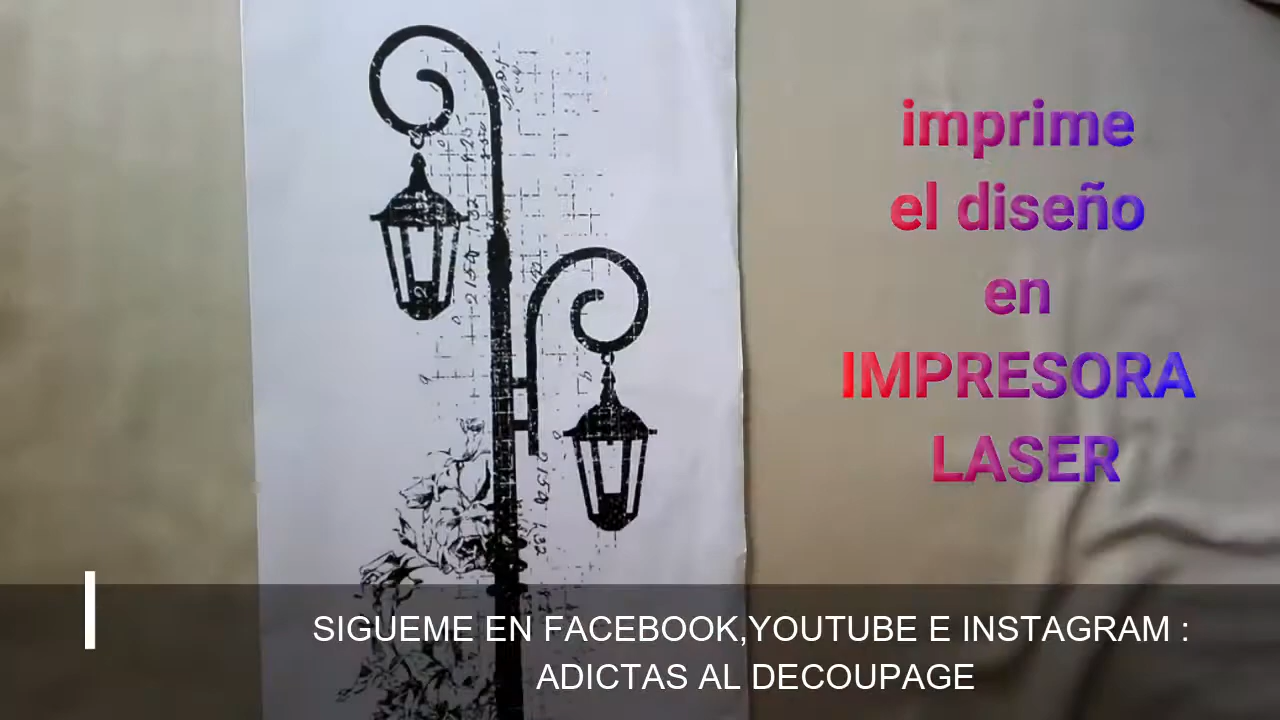 imprime
el diseño
en
IMPRESORA
LASER
SIGUEME EN FACEBOOK,YOUTUBE E INSTAGRAM :
ADICTAS AL DECOUPAGE